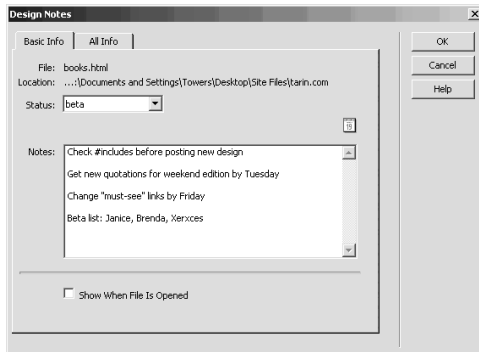 Design Notes
Basic Info All Info
OK
Cancel
Help
File: books.html
Location: ...:\Documents and Settings\Towers\Desktop\Site Files\tarin.com
Status: beta
Notes: Check #includes before posting new design
Get new quotations for weekend edition by Tuesday
Change "must-see" links by Friday
Beta list: Janice, Brenda, Xerxces
Show When File Is Opened